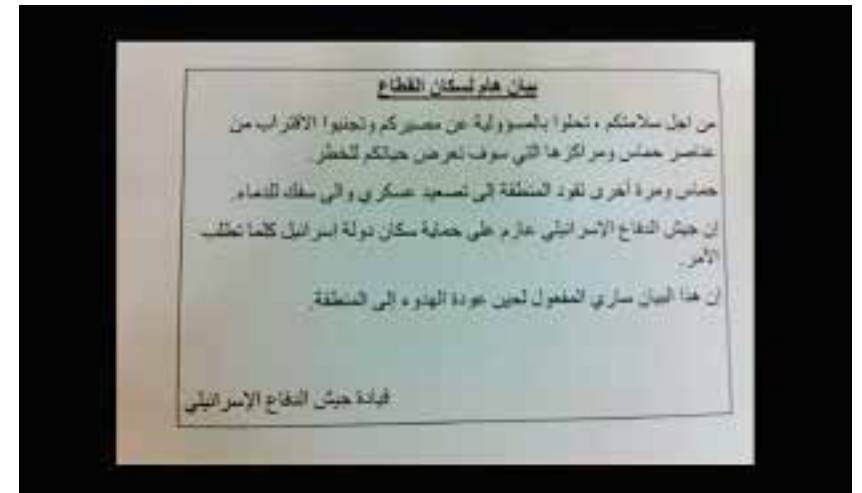 بيان هام لسكان القطاع
من اجل سلامتكم ، تحلوا بالمسؤولية عن مصيركم وتجنبوا الاقتراب من
عناصر حماس ومراكزها التي سوف تعرض حياتكم للخطر.
حماس ومرة أخرى تقود المنطقة إلى تصعيد عسكري والى سفك للدماء.
إن جيش الدفاع الإسرائيلي عازم على حماية سكان دولة إسرائيل كلما تطلب
الأمر.
إن هذا البيان ساري المفعول لحين عودة الهدوء إلى المنطقة.
قيادة جيش الدفاع الإسرائيلي